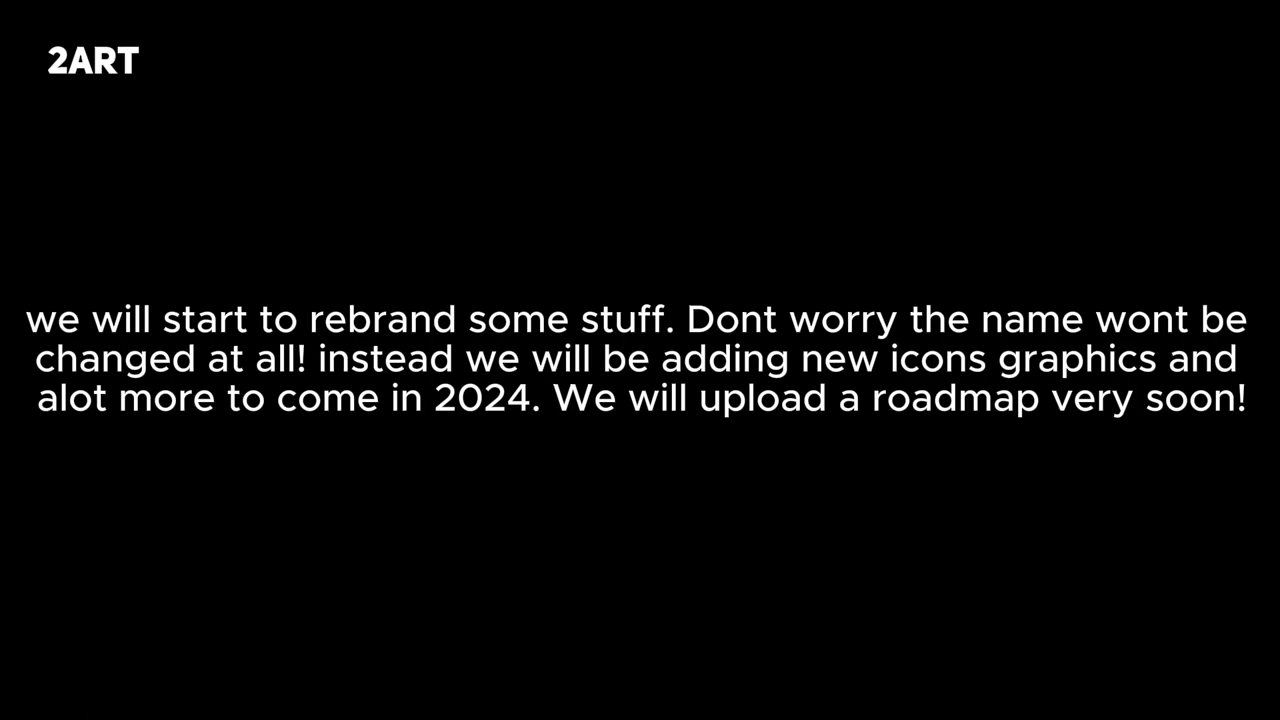 2ART
we will start to rebrand some stuff. Dont worry the name wont be
changed at all! instead we will be adding new icons graphics and
alot more to come in 2024. We will upload a roadmap very soon!